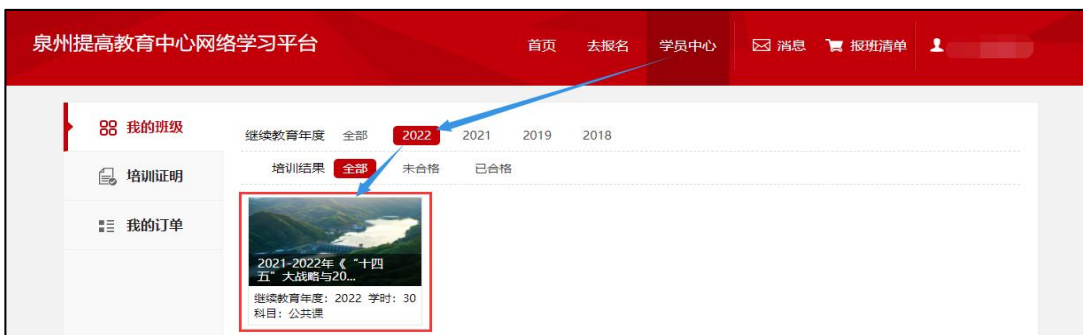 泉州提高教育中心网络学习平台
首页 去报名 学员中心 消息 报班清单
我的班级
培训证明
我的订单
继续教育年度 全部 2022 2021 2019 2018
培训结果 全部 未合格 已合格
2021-2022年《“十四
五”大战略与20...
继续教育年度：2022 学时：30
科目：公共课